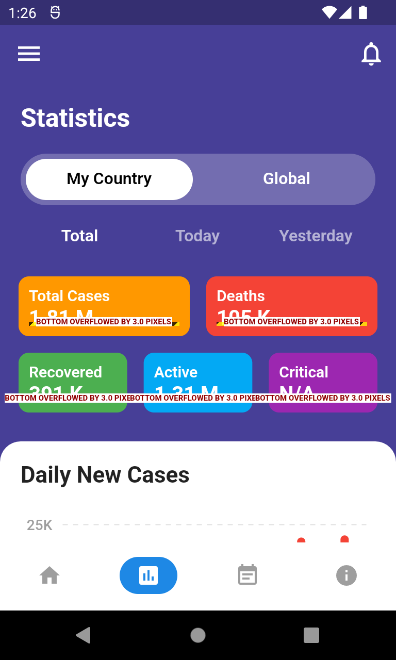 1:26
Statistics
My Country Global
Total Today Yesterday
Total Cases Deaths
1.81 M 105 K
BOTTOM OVERFLOWED BY 3.0 PIXELS BOTTOM OVERFLOWED BY 3.0 PIXELS
Recovered Active Critical
391 K 1.31 M N/A
BOTTOM OVERFLOWED BY 3.0 PIXE BOTTOM OVERFLOWED BY 3.0 PIXE BOTTOM OVERFLOWED BY 3.0 PIXELS
Daily New Cases
25K